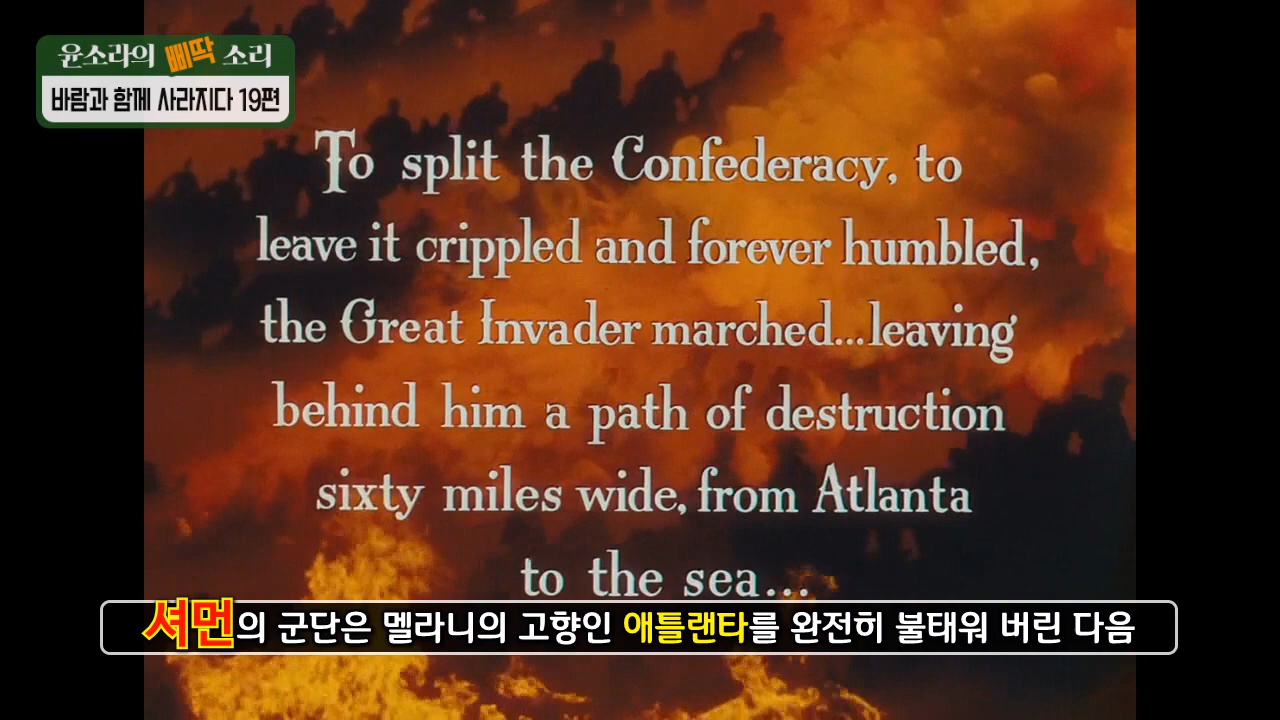 윤소라의 삐딱 소리
바람과 함께 사라지다 19편
To split the Confederacy, to
leave it crippled and forever humbled,
the Great Invader marched...leaving
behind him a path of destruction
sixty miles wide, from Atlanta
to the sea...
셔먼의 군단은 멜라니의 고향인 애틀랜타를 완전히 불태워 버린 다음